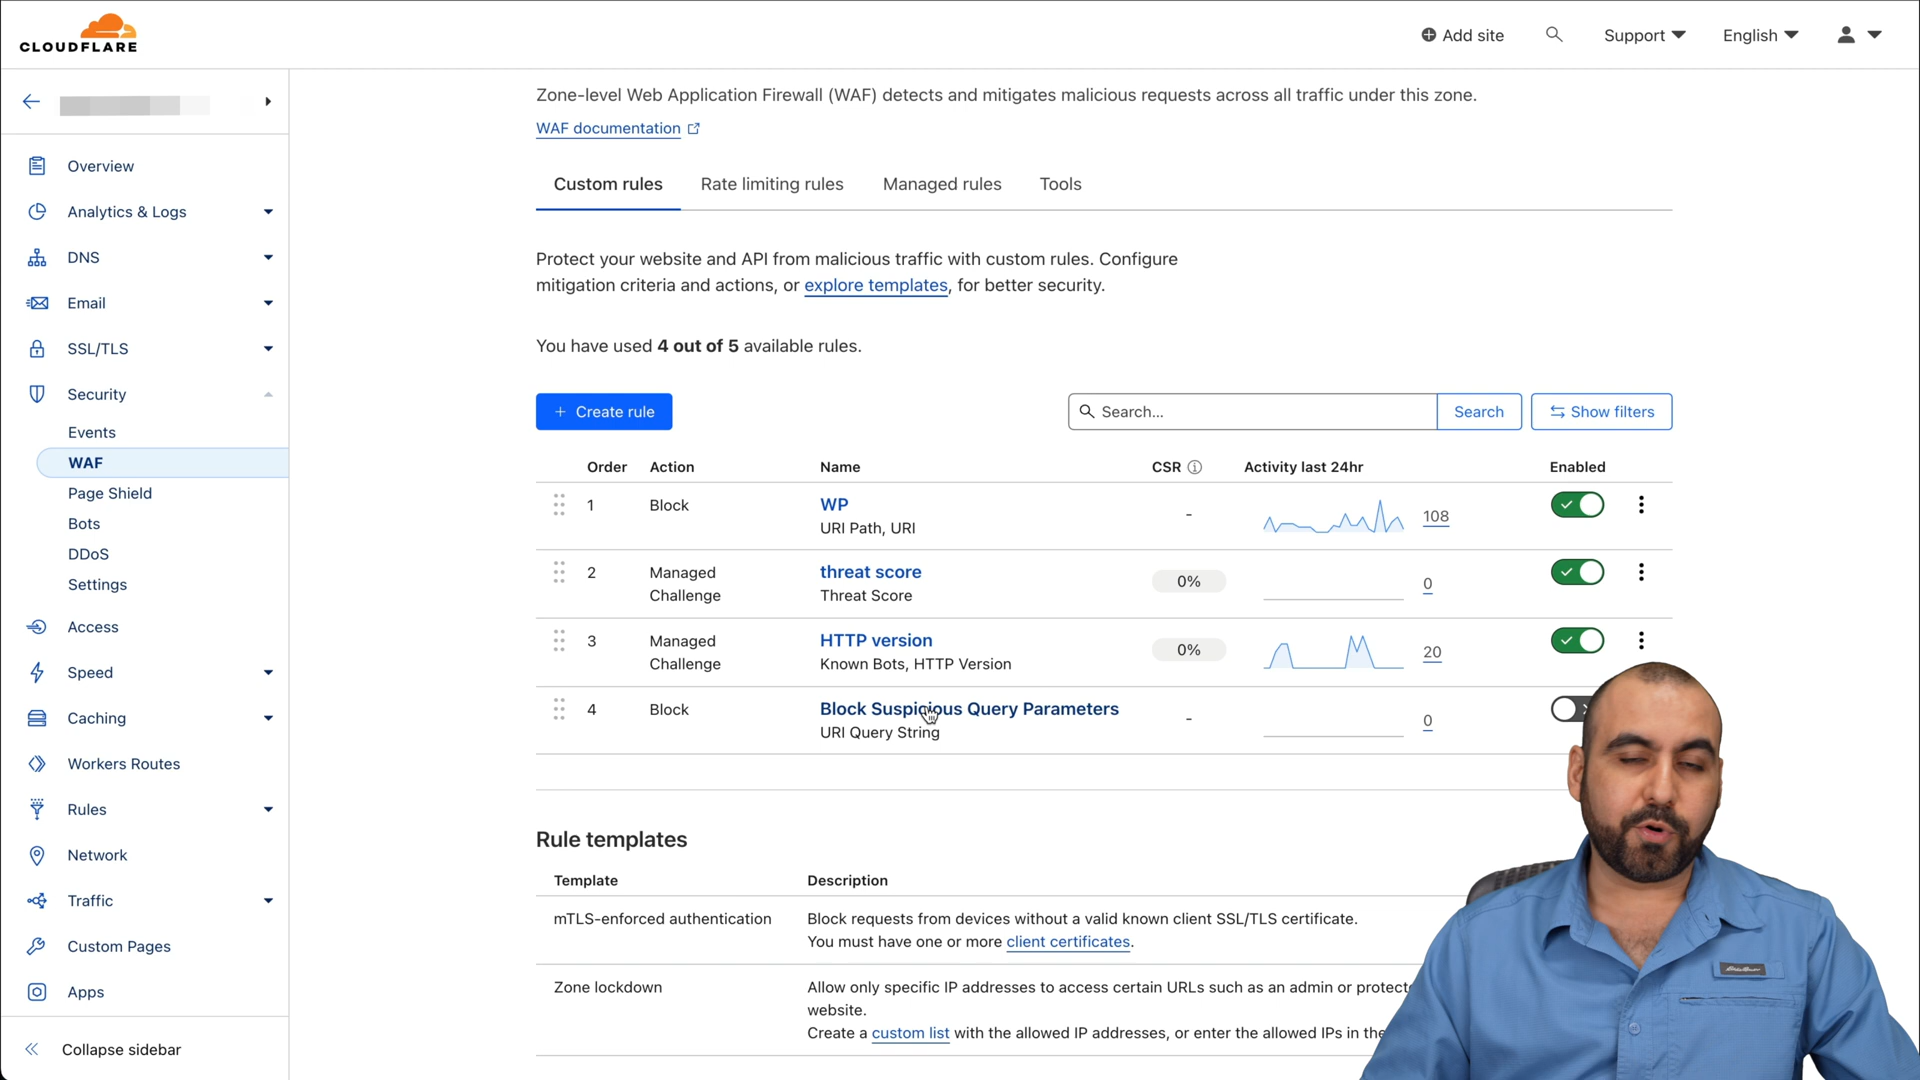 CLOUDFLARE
Add site
Support
English
Overview
Analytics & Logs
DNS
Email
SSL/TLS
Security
Events
WAF
Page Shield
Bots
DDoS
Settings
Access
Speed
Caching
Workers Routes
Rules
Network
Traffic
Custom Pages
Apps
Collapse sidebar
Zone-level Web Application Firewall (WAF) detects and mitigates malicious requests across all traffic under this zone.
WAF documentation
Custom rules Rate limiting rules Managed rules Tools
Protect your website and API from malicious traffic with custom rules. Configure
mitigation criteria and actions, or explore templates, for better security.
You have used 4 out of 5 available rules.
+ Create rule
Search... Search Show filters
Order Action Name CSR Activity last 24hr Enabled
1 Block WP - 108
URI Path, URI
2 Managed Challenge threat score 0% 0
Threat Score
3 Managed Challenge HTTP version 0% 20
Known Bots, HTTP Version
4 Block Block Suspicious Query Parameters - 0
URI Query String
Rule templates
Template Description
mTLS-enforced authentication Block requests from devices without a valid known client SSL/TLS certificate.
You must have one or more client certificates.
Zone lockdown Allow only specific IP addresses to access certain URLs such as an admin or protect
website.
Create a custom list with the allowed IP addresses, or enter the allowed IPs in the